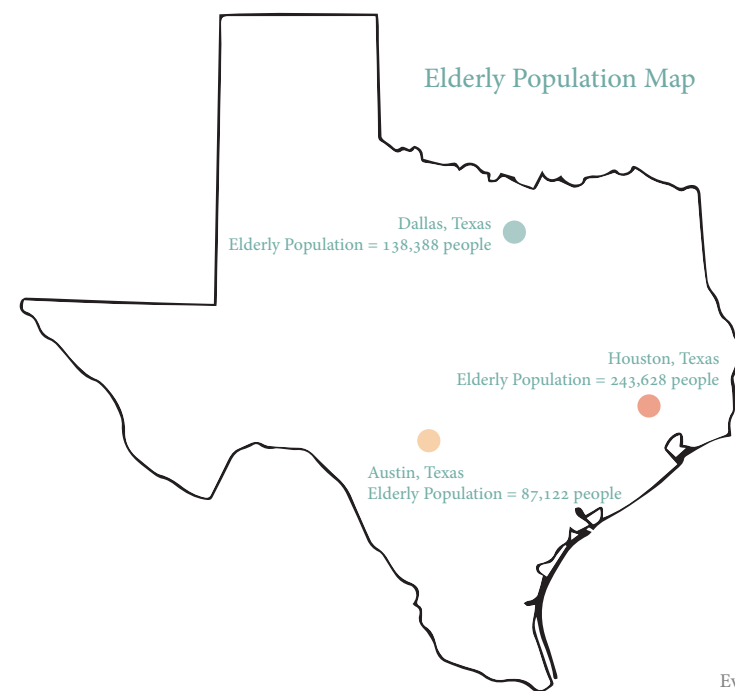 Elderly Population Map
Dallas, Texas
Elderly Population = 138,388 people
Houston, Texas
Elderly Population = 243,628 people
Austin, Texas
Elderly Population = 87,122 people